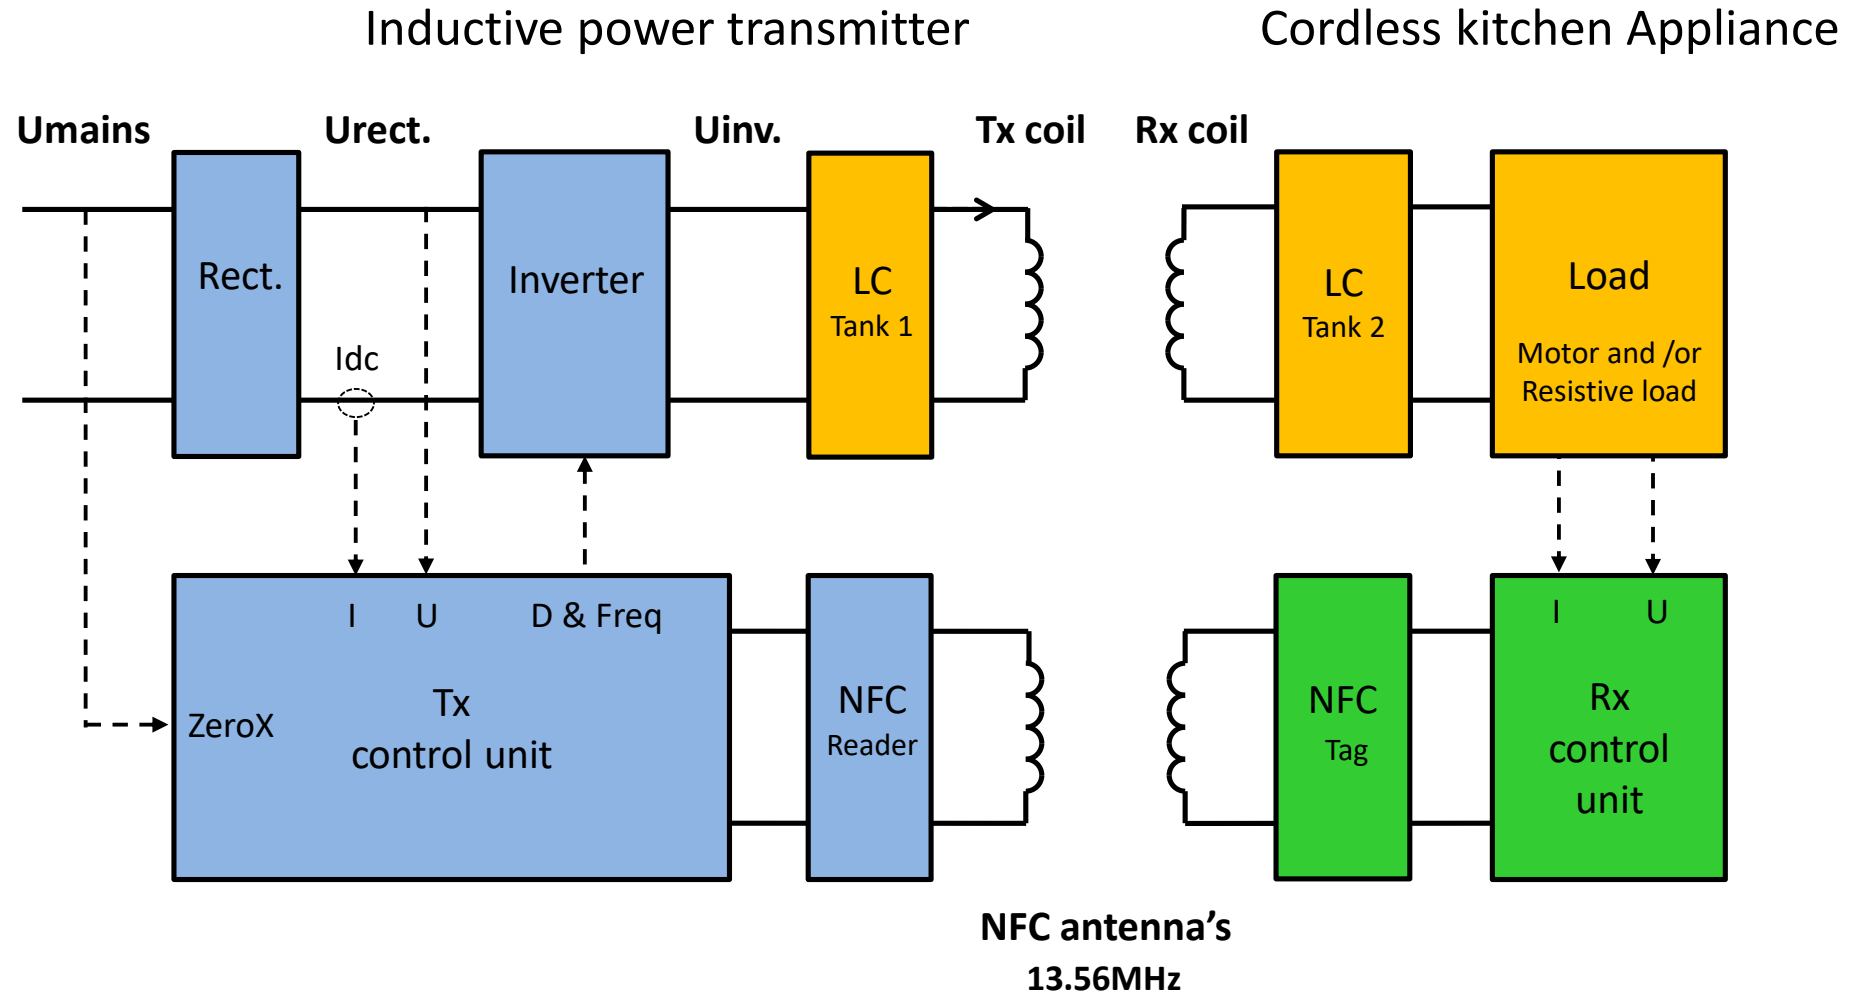 Inductive power transmitter
Cordless kitchen Appliance
Umains
Urect.
Uinv.
Tx coil
Rx coil
Rect.
Inverter
LC
Tank 1
LC
Tank 2
Load
Motor and /or
Resistive load
Idc
I
U
D & Freq
I
U
ZeroX
Tx
control unit
NFC
Reader
NFC
Tag
Rx
control
unit
NFC antenna's
13.56MHz